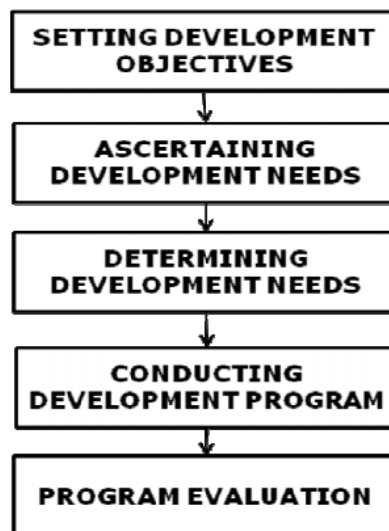 SETTING DEVELOPMENT
OBJECTIVES
ASCERTAINING
DEVELOPMENT NEEDS
DETERMINING
DEVELOPMENT NEEDS
CONDUCTING
DEVELOPMENT PROGRAM
PROGRAM EVALUATION